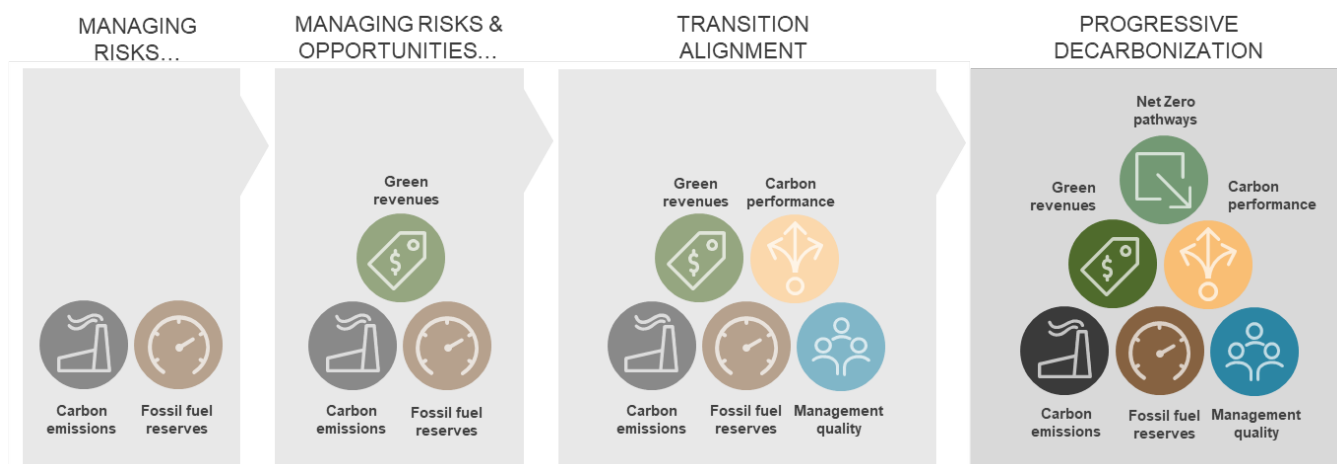 MANAGING
RISKS…
MANAGING RISKS &
OPPORTUNITIES…
TRANSITION
ALIGNMENT
PROGRESSIVE
DECARBONIZATION
Carbon
emissions
Fossil fuel
reserves
Green
revenues
$
Carbon
emissions
Fossil fuel
reserves
Green
revenues
Carbon
performance
$
Carbon
emissions
Fossil fuel
reserves
Management
quality
Net Zero
pathways
Green
revenues
Carbon
performance
$
Carbon
emissions
Fossil fuel
reserves
Management
quality